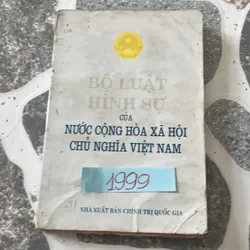 BỘ LUẬT
HÌNH SỰ
CỦA
NƯỚC CỘNG HÒA XÃ HỘI
CHỦ NGHĨA VIỆT NAM
1999
NHÀ XUẤT BẢN CHÍNH TRỊ QUỐC GIA